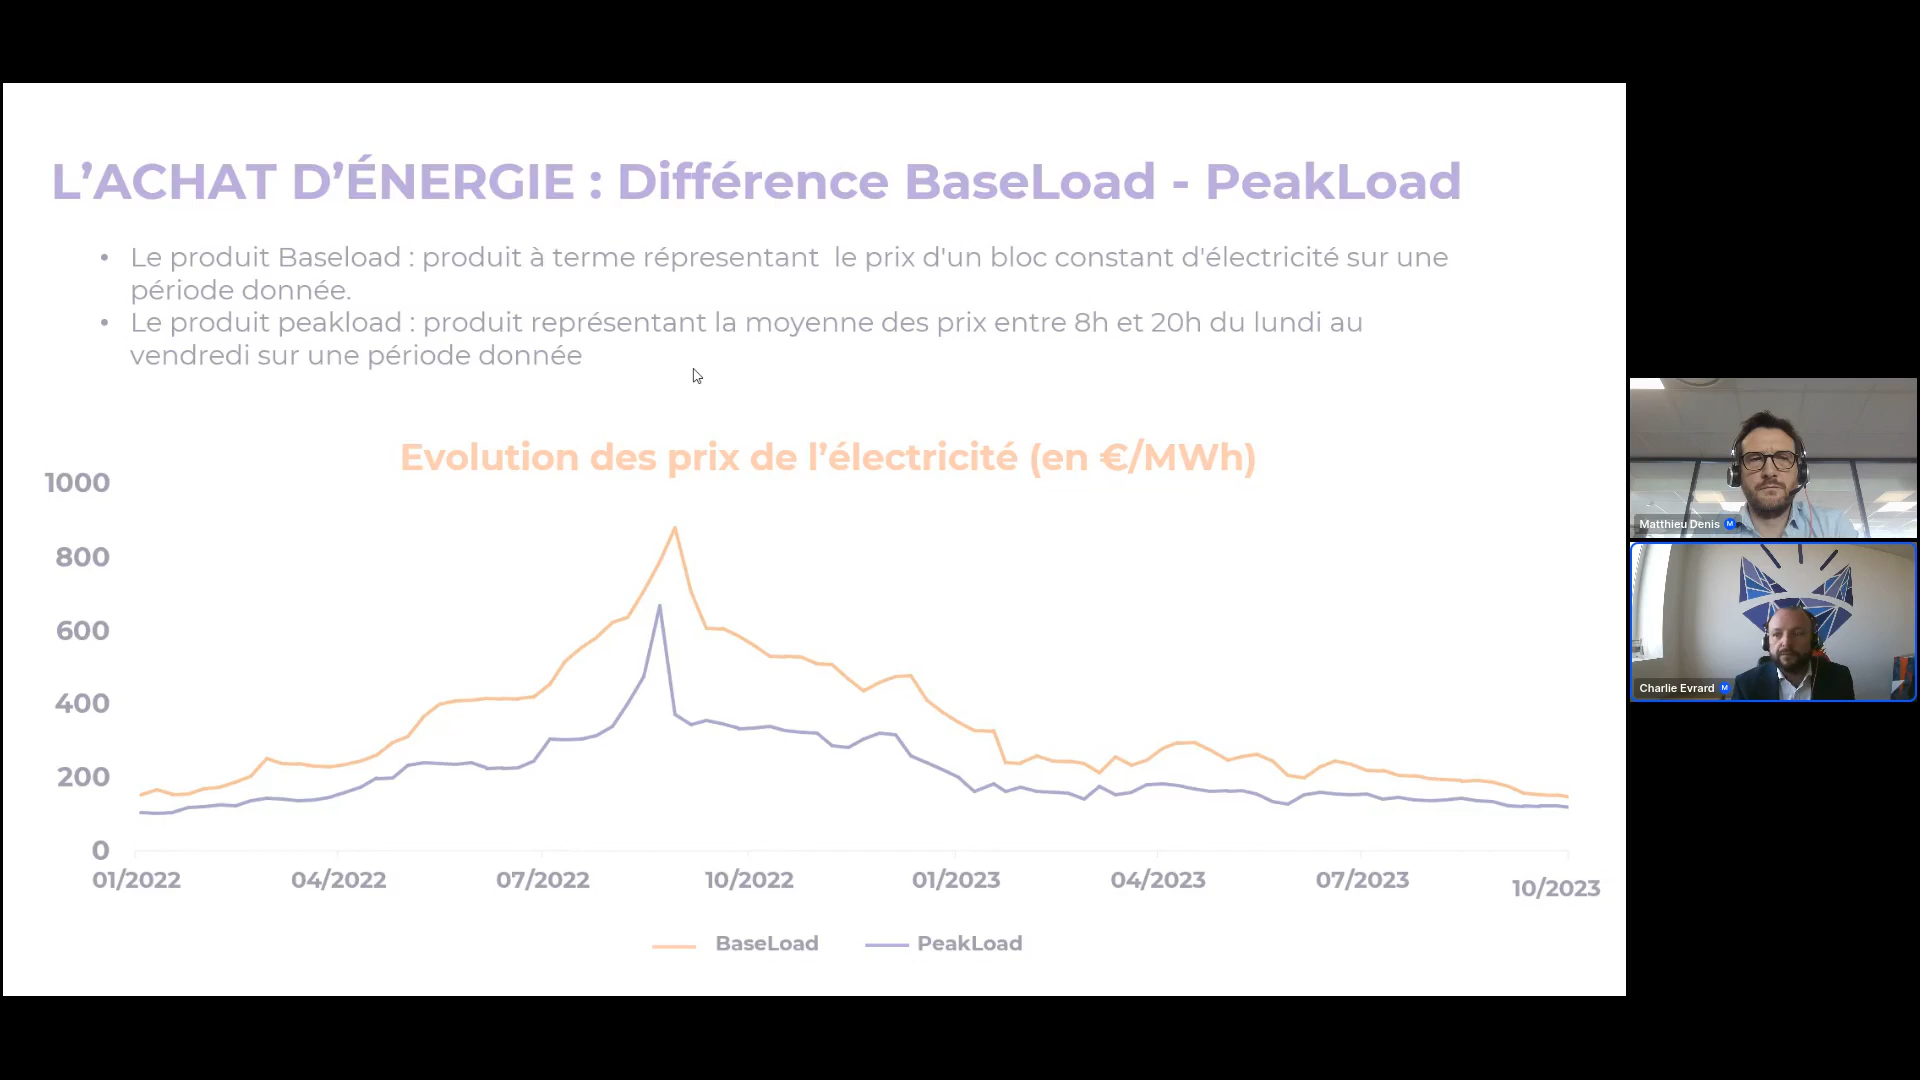 L’ACHAT D’ÉNERGIE : Différence BaseLoad - PeakLoad
• Le produit Baseload : produit à terme répresentant  le prix d'un bloc constant d'électricité sur une
période donnée.
• Le produit peakload : produit représentant la moyenne des prix entre 8h et 20h du lundi au
vendredi sur une période donnée
Evolution des prix de l’électricité (en €/MWh)
1000
800
600
400
200
0
01/2022 04/2022 07/2022 10/2022 01/2023 04/2023 07/2023 10/2023
BaseLoad PeakLoad
Matthieu Denis M
Charlie Evrard M